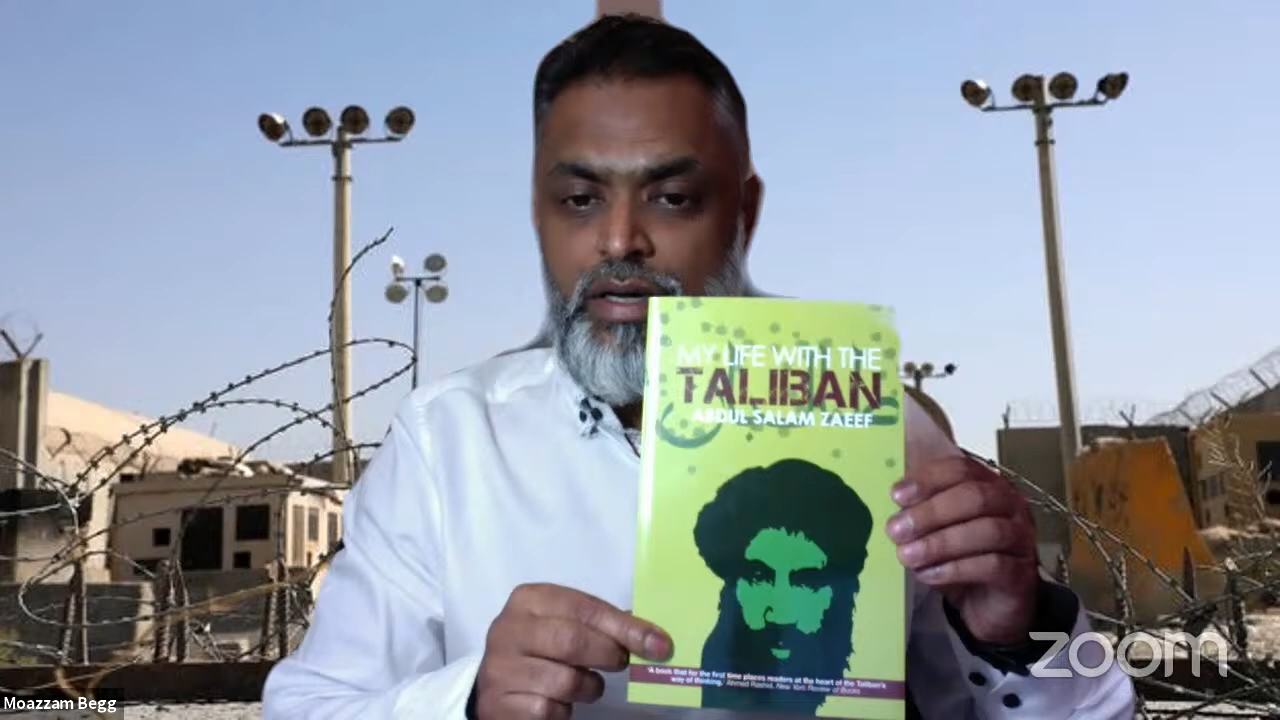 MY LIFE WITH THE
TALIBAN
ABDUL SALAM ZAEEF
'A book that for the first time places readers at the heart of the Taliban's
way of thinking.' Ahmed Rashid, New York Review of Books
zoom
Moazzam Begg